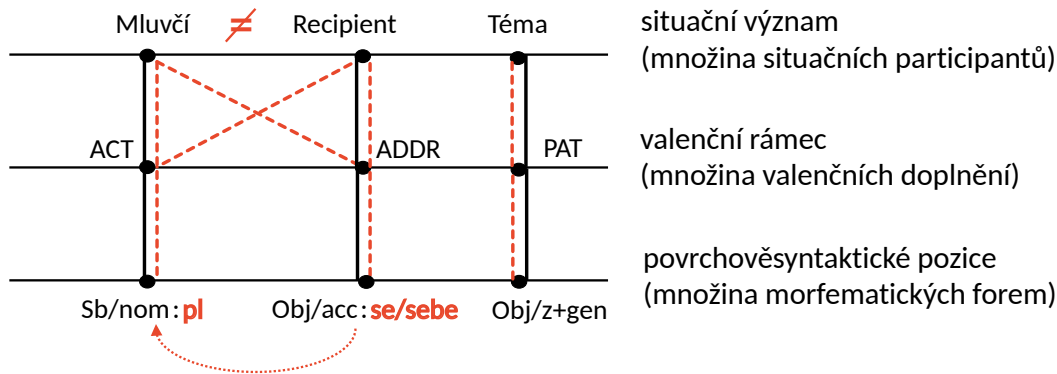 Mluvčí ≠ Recipient Téma
situační význam
(množina situačních participantů)
ACT ADDR PAT
valenční rámec
(množina valenčních doplnění)
povrchověsyntaktické pozice
(množina morfematických forem)
Sb/nom:pl Obj/acc:se/sebe Obj/z+gen